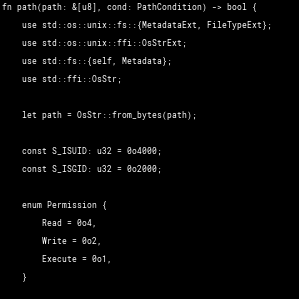 fn path(path: &[u8], cond: PathCondition) -> bool {
    use std::os::unix::fs::{MetadataExt, FileTypeExt};
    use std::os::unix::ffi::OsStrExt;
    use std::fs::{self, Metadata};
    use std::ffi::OsStr;

    let path = OsStr::from_bytes(path);

    const S_ISUID: u32 = 0o4000;
    const S_ISGID: u32 = 0o2000;

    enum Permission {
        Read = 0o4,
        Write = 0o2,
        Execute = 0o1,
    }